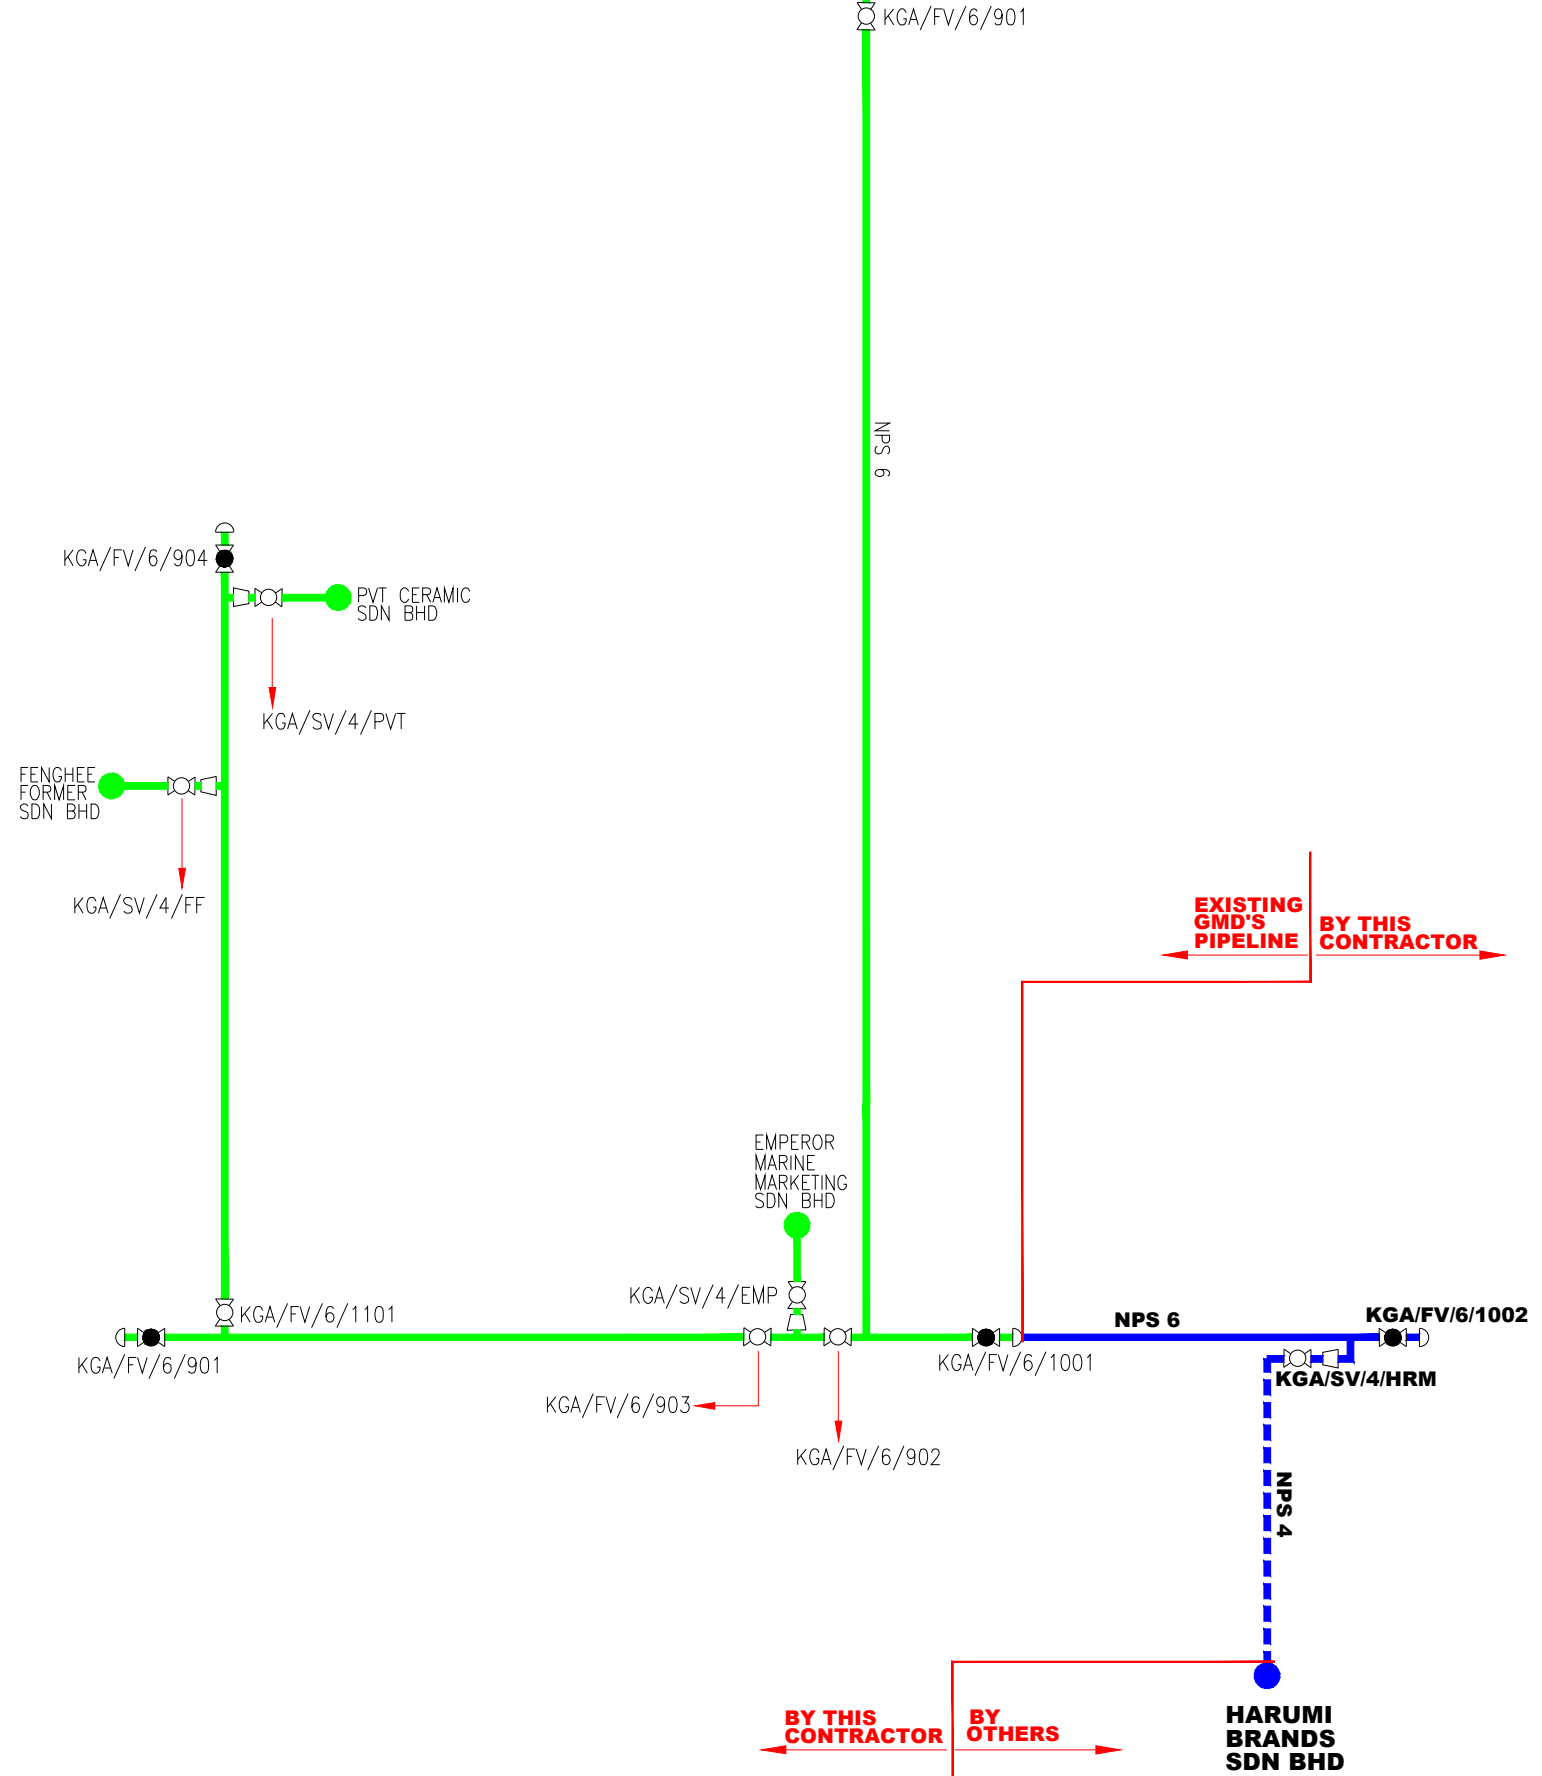 KGA/FV/6/901
NPS 6
KGA/FV/6/904
PVT CERAMIC
SDN BHD
KGA/SV/4/PVT
FENGHEE
FORMER
SDN BHD
KGA/SV/4/FF
EXISTING
GMD'S
PIPELINE
BY THIS
CONTRACTOR
EMPEROR
MARINE
MARKETING
SDN BHD
KGA/SV/4/EMP
KGA/FV/6/1101
KGA/FV/6/901
NPS 6
KGA/FV/6/1002
KGA/FV/6/1001
KGA/SV/4/HRM
KGA/FV/6/903
KGA/FV/6/902
NPS 4
BY THIS
CONTRACTOR
BY
OTHERS
HARUMI
BRANDS
SDN BHD